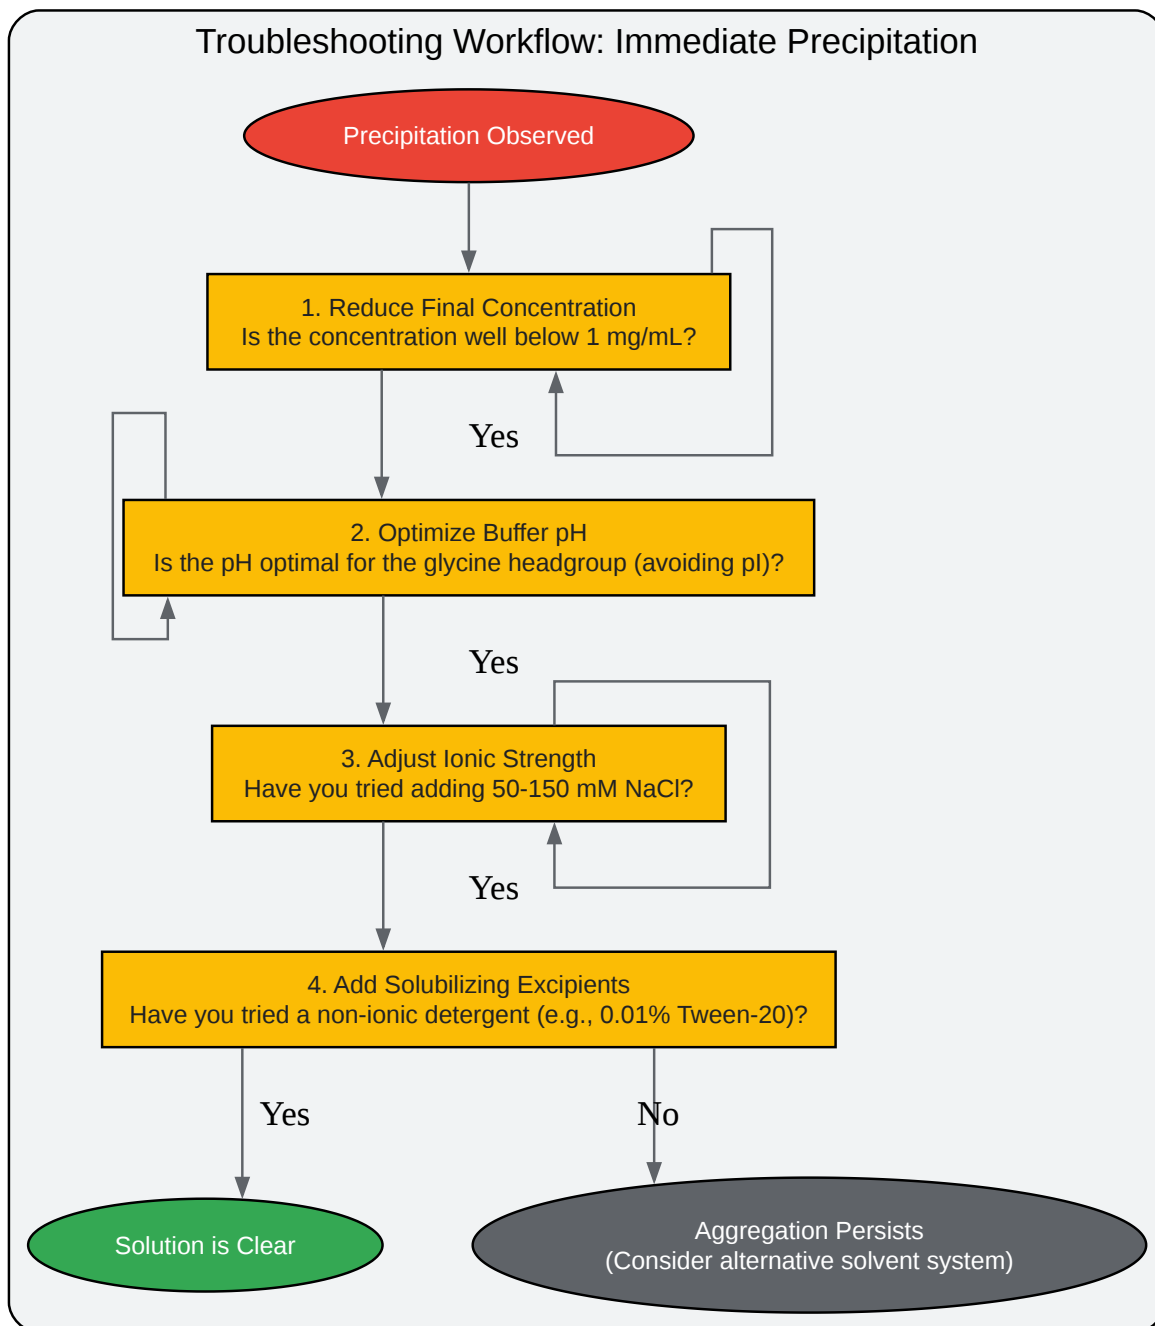 Troubleshooting Workflow: Immediate Precipitation
Precipitation Observed
1. Reduce Final Concentration
Is the concentration well below 1 mg/mL?
Yes
2. Optimize Buffer pH
Is the pH optimal for the glycine headgroup (avoiding pI)?
Yes
3. Adjust Ionic Strength
Have you tried adding 50-150 mM NaCl?
Yes
4. Add Solubilizing Excipients
Have you tried a non-ionic detergent (e.g., 0.01% Tween-20)?
Yes
No
Solution is Clear
Aggregation Persists
(Consider alternative solvent system)